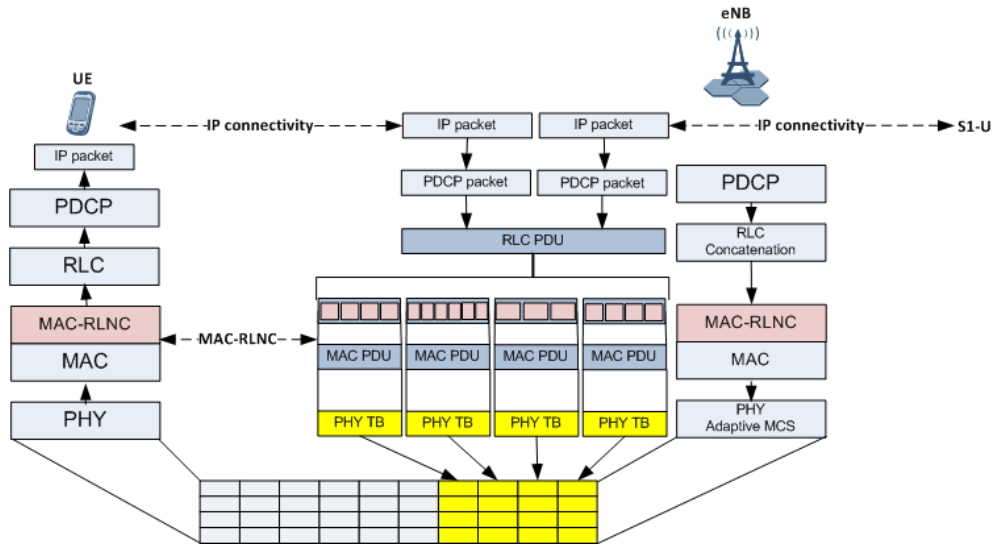 eNB
UE
IP connectivity
IP packet
IP packet
IP connectivity
S1-U
IP packet
PDCP packet
PDCP packet
PDCP
PDCP
RLC PDU
RLC
Concatenation
RLC
MAC-RLNC
MAC-RLNC
MAC-RLNC
MAC
MAC PDU
MAC PDU
MAC PDU
MAC PDU
MAC
PHY
PHY TB
PHY TB
PHY TB
PHY TB
PHY
Adaptive MCS